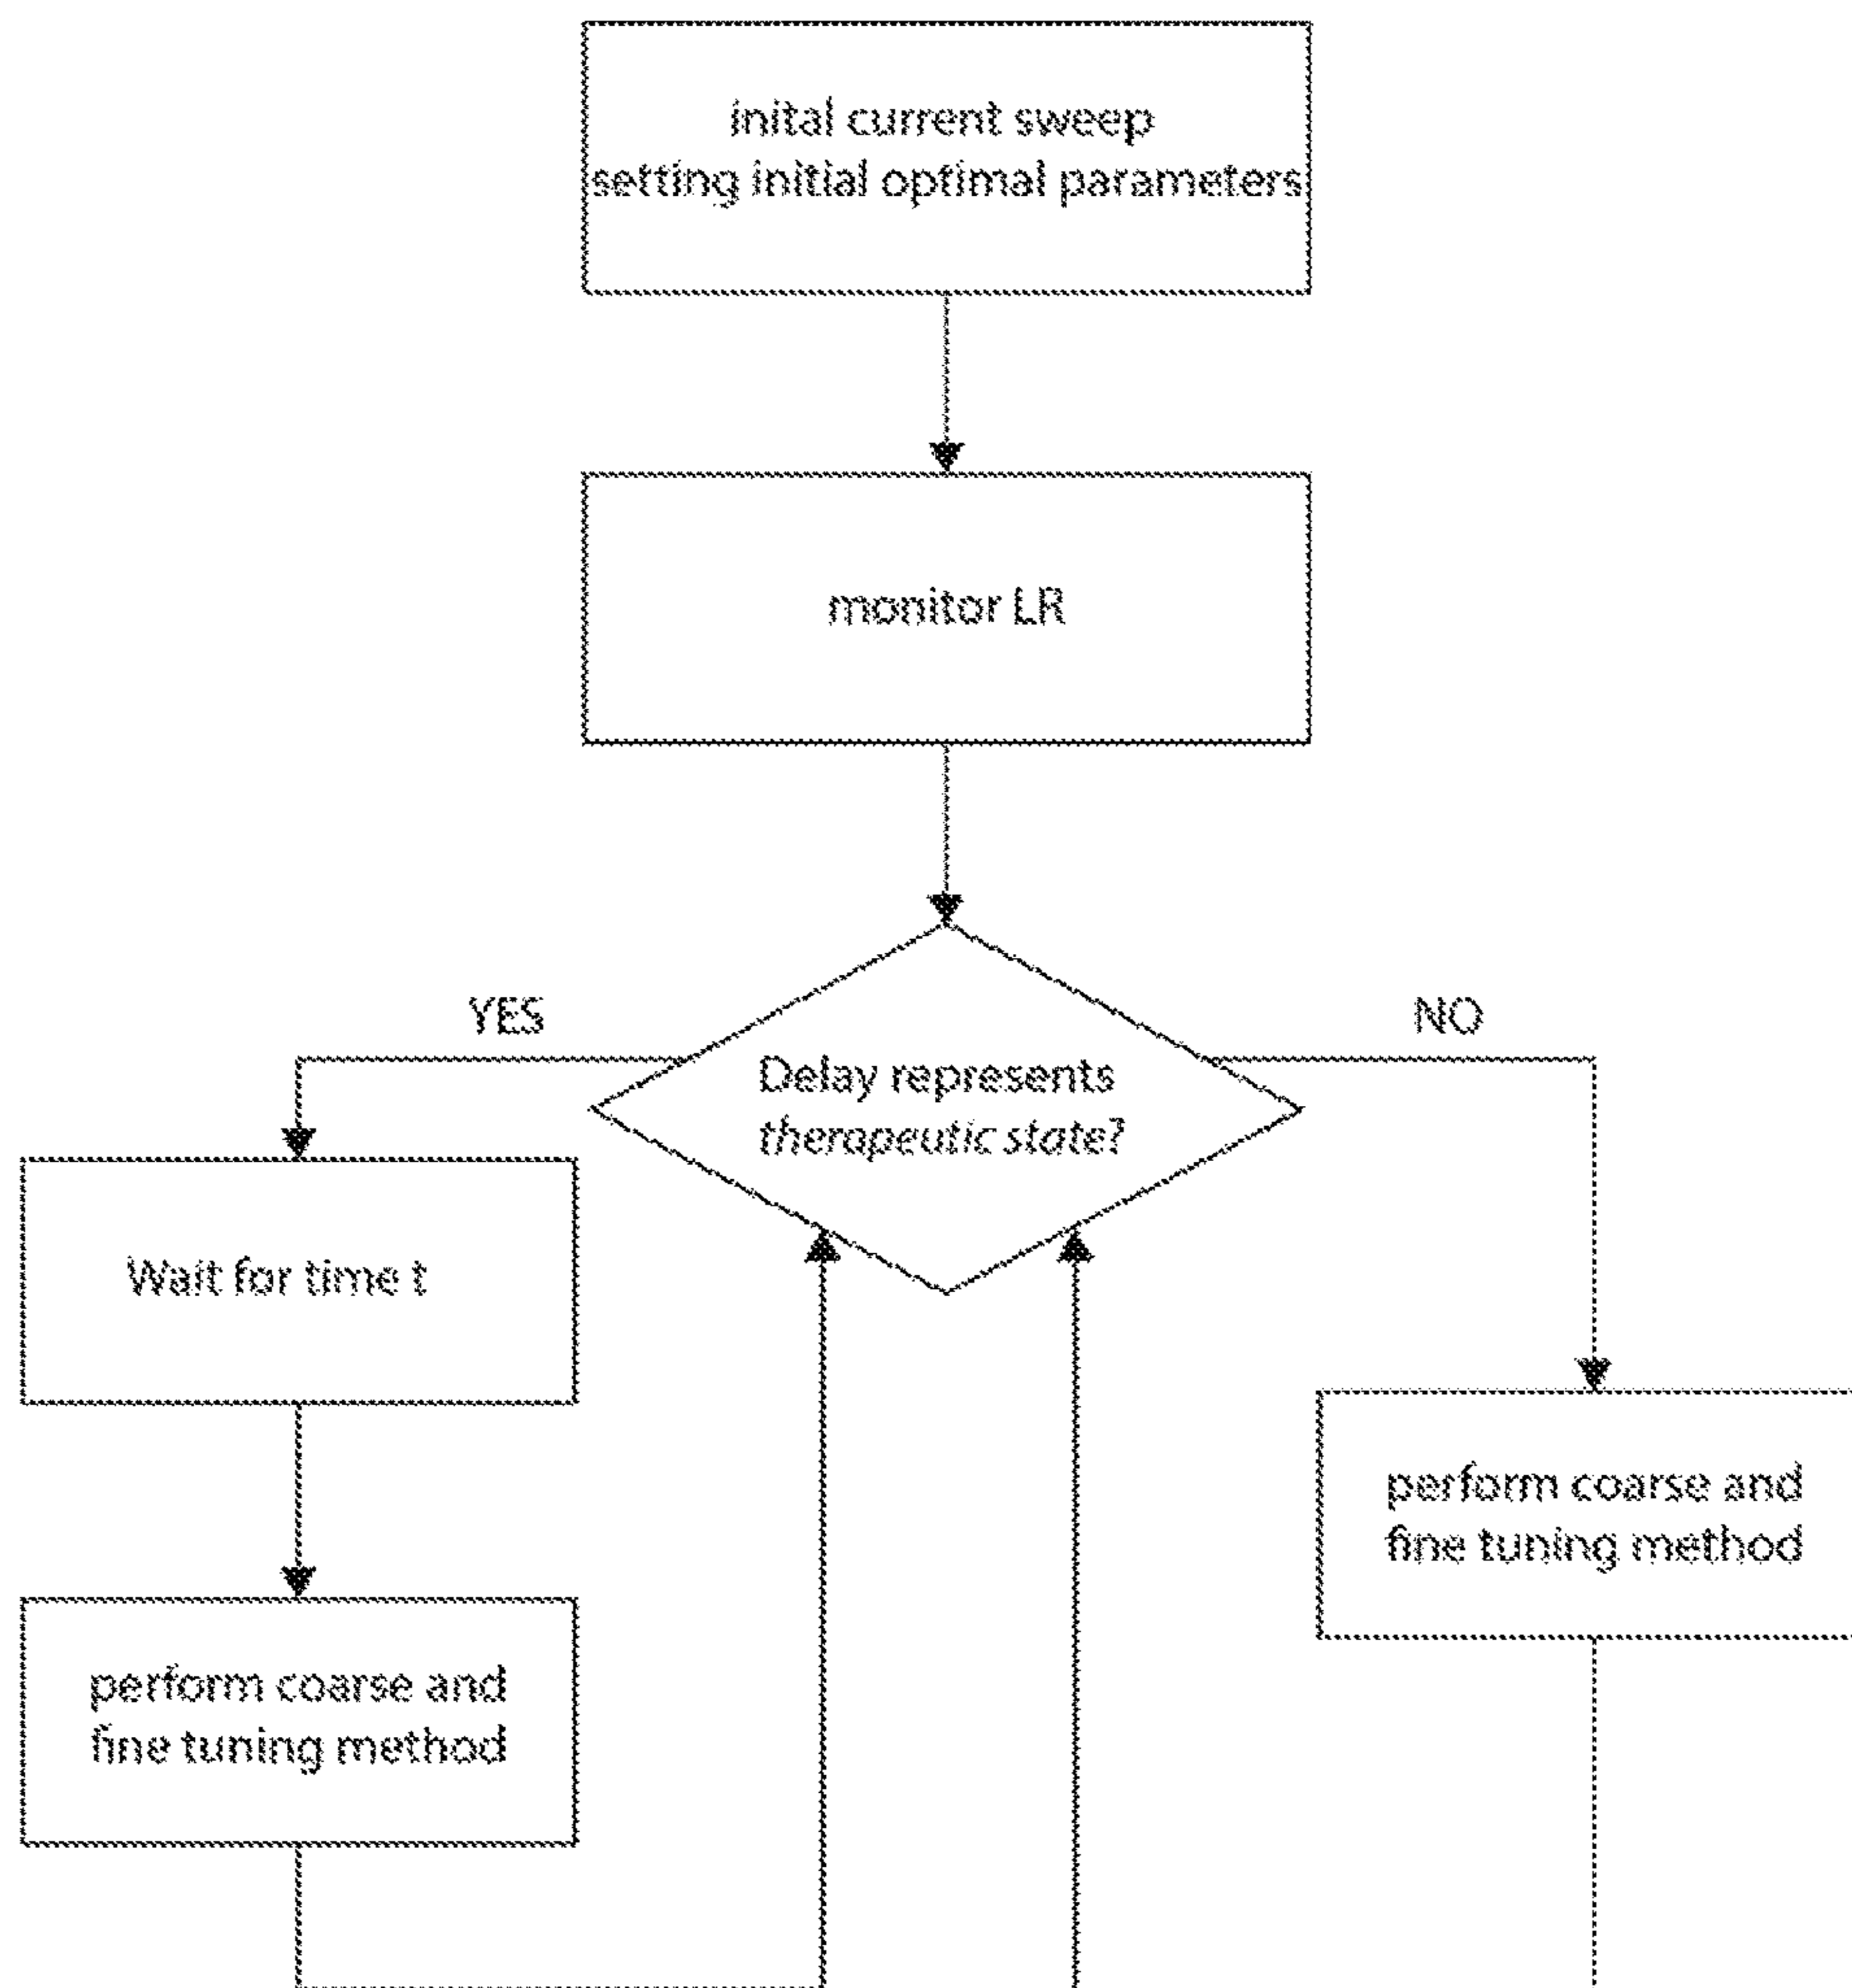 inital current sweep
setting initial optimal parameters
monitor LR
YES
NO
Delay represents
therapeutic state?
Wait for time t
perform coarse and
fine tuning method
perform coarse and
fine tuning method